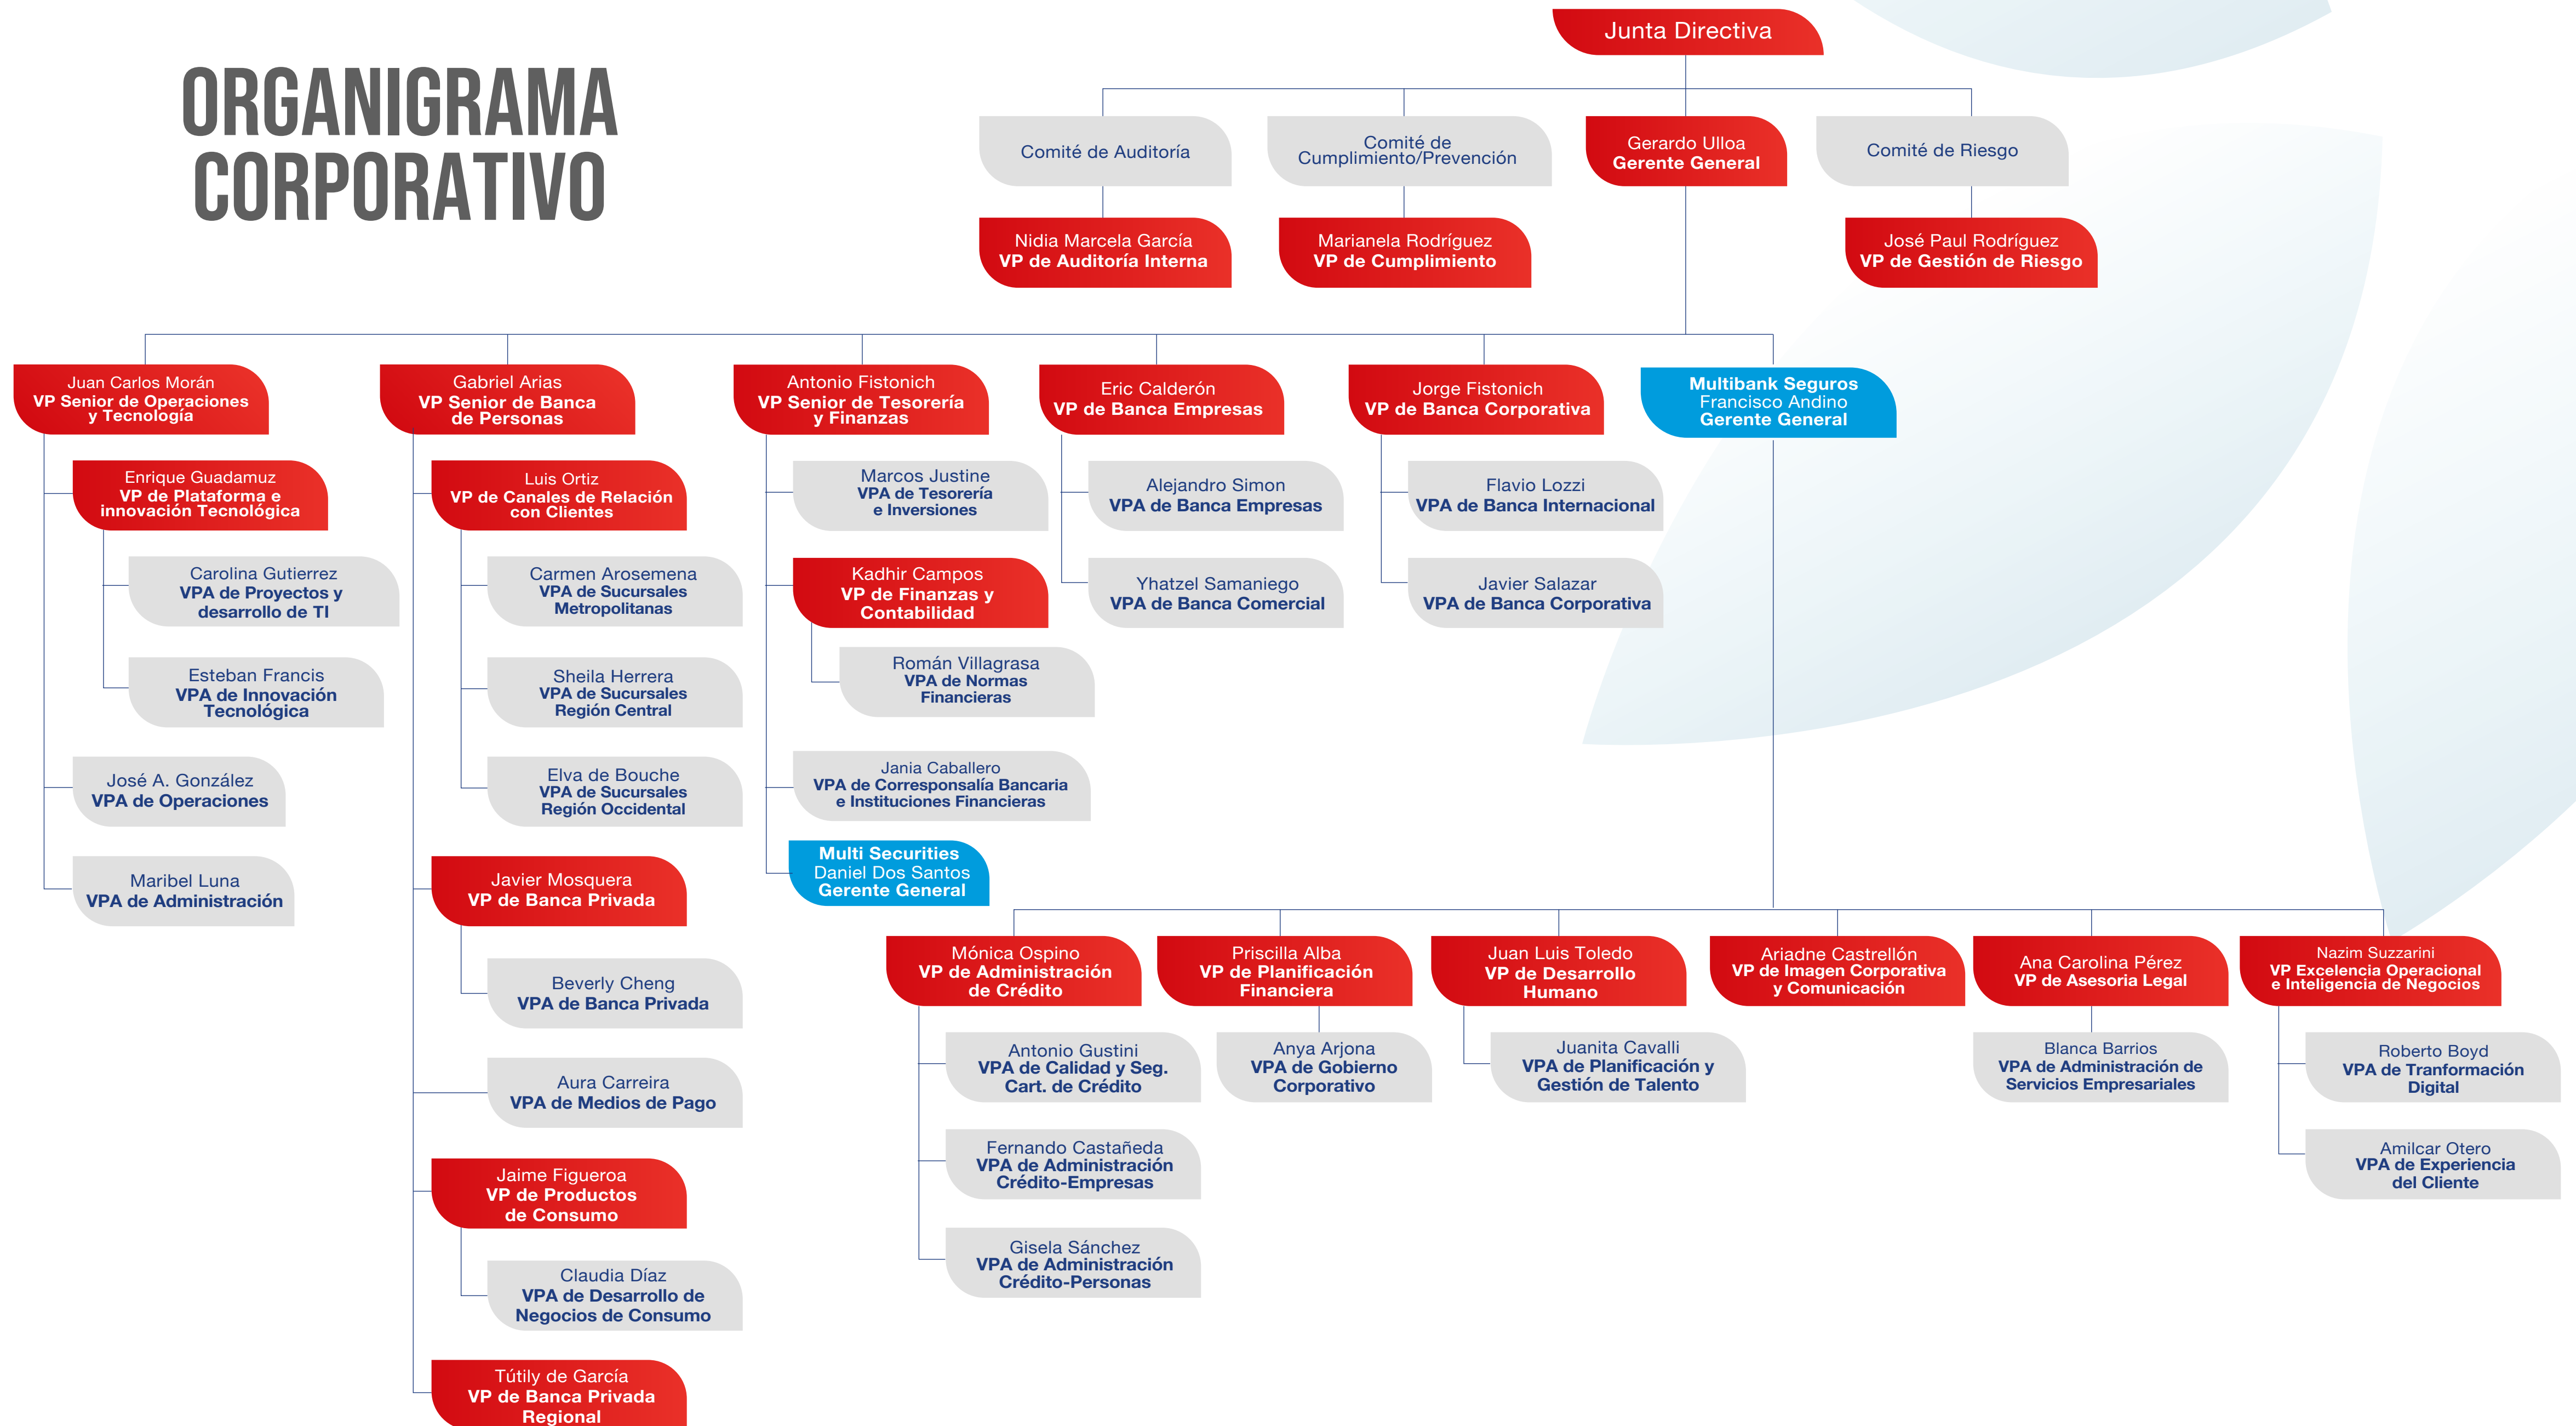 ORGANIGRAMA
CORPORATIVO
Junta Directiva
Comité de Auditoría
Comité de
Cumplimiento/Prevención
Gerardo Ulloa
Gerente General
Comité de Riesgo
Nidia Marcela García
VP de Auditoría Interna
Marianela Rodríguez
VP de Cumplimiento
José Paul Rodríguez
VP de Gestión de Riesgo
Juan Carlos Morán
VP Senior de Operaciones
y Tecnología
Enrique Guadamuz
VP de Plataforma e
innovación Tecnológica
Carolina Gutierrez
VPA de Proyectos y
desarrollo de TI
Esteban Francis
VPA de Innovación
Tecnológica
José A. González
VPA de Operaciones
Maribel Luna
VPA de Administración
Gabriel Arias
VP Senior de Banca
de Personas
Luis Ortiz
VP de Canales de Relación
con Clientes
Carmen Arosemena
VPA de Sucursales
Metropolitanas
Sheila Herrera
VPA de Sucursales
Región Central
Elva de Bouche
VPA de Sucursales
Región Occidental
Javier Mosquera
VP de Banca Privada
Beverly Cheng
VPA de Banca Privada
Aura Carreira
VPA de Medios de Pago
Jaime Figueroa
VP de Productos
de Consumo
Claudia Díaz
VPA de Desarrollo de
Negocios de Consumo
Tútily de García
VP de Banca Privada
Regional
Antonio Fistonich
VP Senior de Tesorería
y Finanzas
Marcos Justine
VPA de Tesorería
e Inversiones
Kadhir Campos
VP de Finanzas y
Contabilidad
Román Villagrasa
VPA de Normas
Financieras
Jania Caballero
VPA de Corresponsalía Bancaria
e Instituciones Financieras
Multi Securities
Daniel Dos Santos
Gerente General
Eric Calderón
VP de Banca Empresas
Alejandro Simon
VPA de Banca Empresas
Yhatzel Samaniego
VPA de Banca Comercial
Jorge Fistonich
VP de Banca Corporativa
Flavio Lozzi
VPA de Banca Internacional
Javier Salazar
VPA de Banca Corporativa
Multibank Seguros
Francisco Andino
Gerente General
Mónica Ospino
VP de Administración
de Crédito
Antonio Gustini
VPA de Calidad y Seg.
Cart. de Crédito
Fernando Castañeda
VPA de Administración
Crédito-Empresas
Gisela Sánchez
VPA de Administración
Crédito-Personas
Priscilla Alba
VP de Planificación
Financiera
Anya Arjona
VPA de Gobierno
Corporativo
Juan Luis Toledo
VP de Desarrollo
Humano
Juanita Cavalli
VPA de Planificación y
Gestión de Talento
Ariadne Castrellón
VP de Imagen Corporativa
y Comunicación
Ana Carolina Pérez
VP de Asesoria Legal
Blanca Barrios
VPA de Administración de
Servicios Empresariales
Nazim Suzzarini
VP Excelencia Operacional
e Inteligencia de Negocios
Roberto Boyd
VPA de Tranformación
Digital
Amilcar Otero
VPA de Experiencia
del Cliente